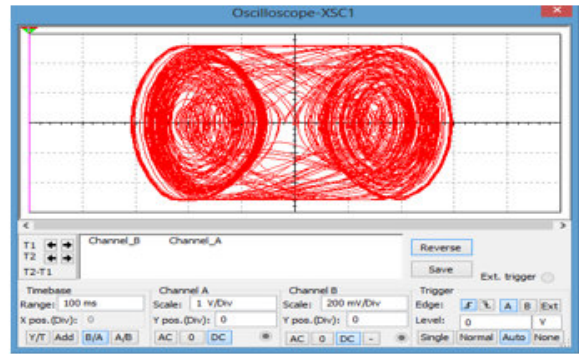 Oscilloscope-XSC1
T1
T2
T2-T1
Channel_B Channel_A
Reverse
Save
Ext. trigger
Timebase
Range: 100 ms
X pos.(Div): 0
Y/T Add B/A A/B
Channel A
Scale: 1 V/Div
Y pos.(Div): 0
AC 0 DC
Channel B
Scale: 200 mV/Div
Y pos.(Div): 0
AC 0 DC -
Trigger
Edge: A B Ext
Level: 0 V
Single Normal Auto None